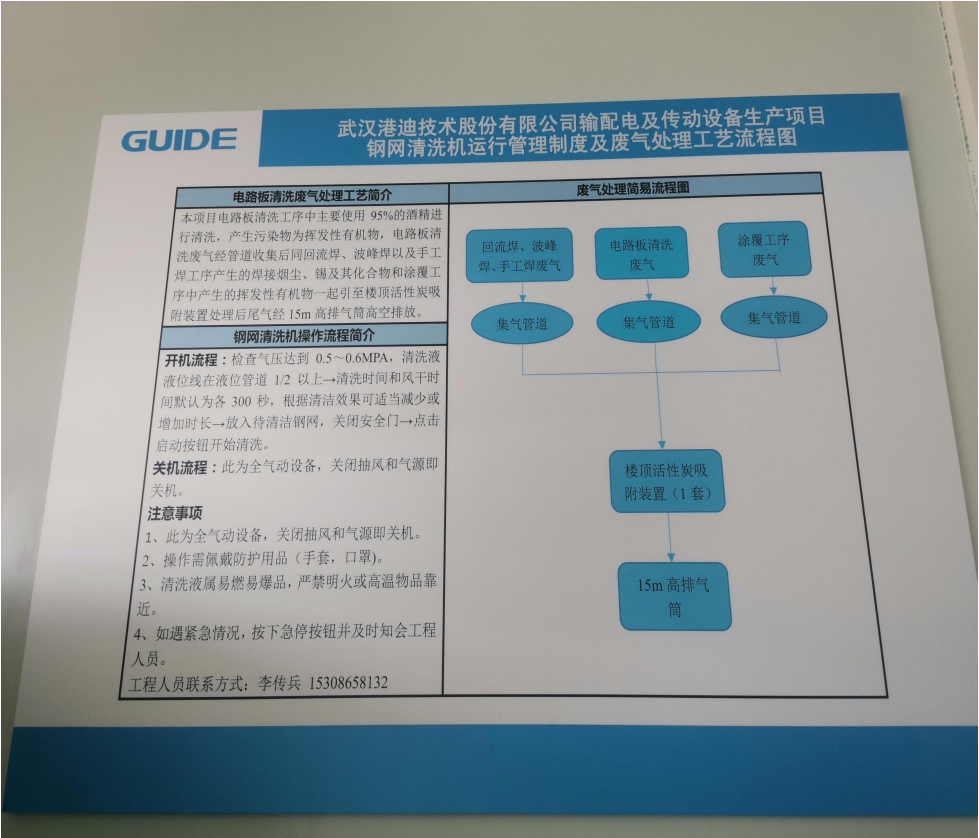 GUIDE
武汉港迪技术股份有限公司输配电及传动设备生产项目
钢网清洗机运行管理制度及废气处理工艺流程图
电路板清洗废气处理工艺简介
本项目电路板清洗工序中主要使用 95%的酒精进
行清洗，产生污染物为挥发性有机物，电路板清
洗废气经管道收集后同回流焊、波峰焊以及手工
焊工序产生的焊接烟尘、锡及其化合物和涂覆工
序中产生的挥发性有机物一起引至楼顶活性炭吸
附装置处理后尾气经 15m 高排气筒高空排放。
钢网清洗机操作流程简介
开机流程：检查气压达到 0.5～0.6MPA，清洗液
液位线在液位管道 1/2 以上→清洗时间和风干时
间默认为各 300 秒，根据清洁效果可适当减少或
增加时长→放入待清洁钢网，关闭安全门→点击
启动按钮开始清洗。
关机流程：此为全气动设备，关闭抽风和气源即
关机。
注意事项
1、此为全气动设备，关闭抽风和气源即关机。
2、操作需佩戴防护用品（手套，口罩)。
3、清洗液属易燃易爆品，严禁明火或高温物品靠
近。
4、如遇紧急情况，按下急停按钮并及时知会工程
人员。
工程人员联系方式：李传兵 15308658132
废气处理简易流程图
回流焊、波峰
焊、手工焊废气
电路板清洗
废气
涂覆工序
废气
集气管道
集气管道
集气管道
楼顶活性炭吸
附装置（1 套）
15m 高排气
筒